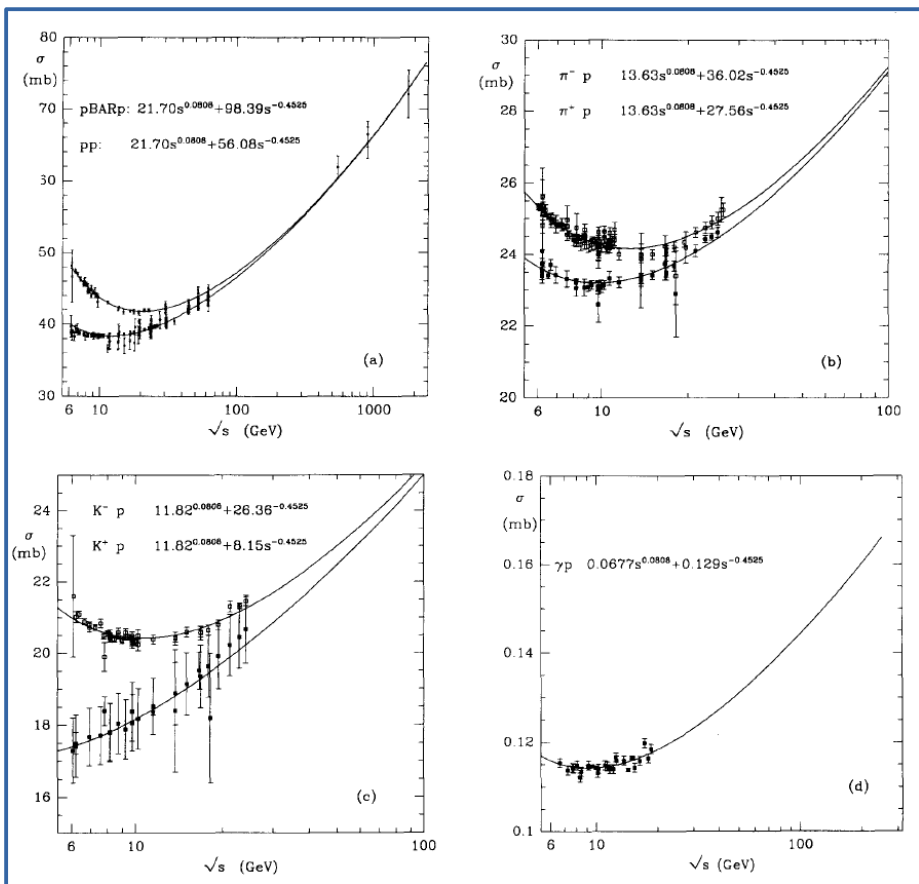 80
σ
(mb)
pBARp: 21.70s^0.0808+98.39s^-0.4525
70
pp: 21.70s^0.0808+56.08s^-0.4525
30
50
40
(a)
30
6 10 100 1000
√s (GeV)
30
σ
(mb)
π⁻ p 13.63s^0.0808+36.02s^-0.4525
28
π⁺ p 13.63s^0.0808+27.56s^-0.4525
26
24
22
(b)
20
6 10 100
√s (GeV)
24
K⁻ p 11.82^0.0808+26.36^-0.4525
σ
(mb)
K⁺ p 11.82^0.0808+8.15s^-0.4525
22
20
18
16
(c)
6 10 100
√s (GeV)
0.18
σ
(mb)
0.16
γp 0.0677s^0.0808+0.129s^-0.4525
0.14
0.12
(d)
0.1
10 100
√s (GeV)